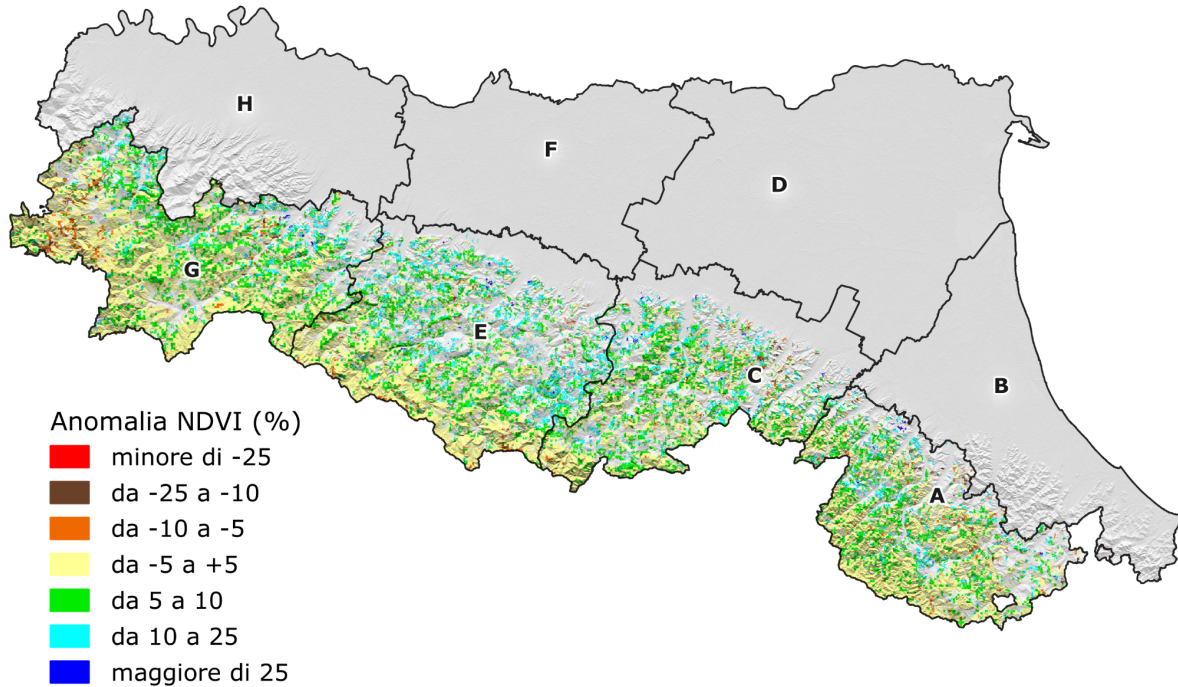 H
F
D
G
E
C
B
A
Anomalia NDVI (%)
minore di -25
da -25 a -10
da -10 a -5
da -5 a +5
da 5 a 10
da 10 a 25
maggiore di 25